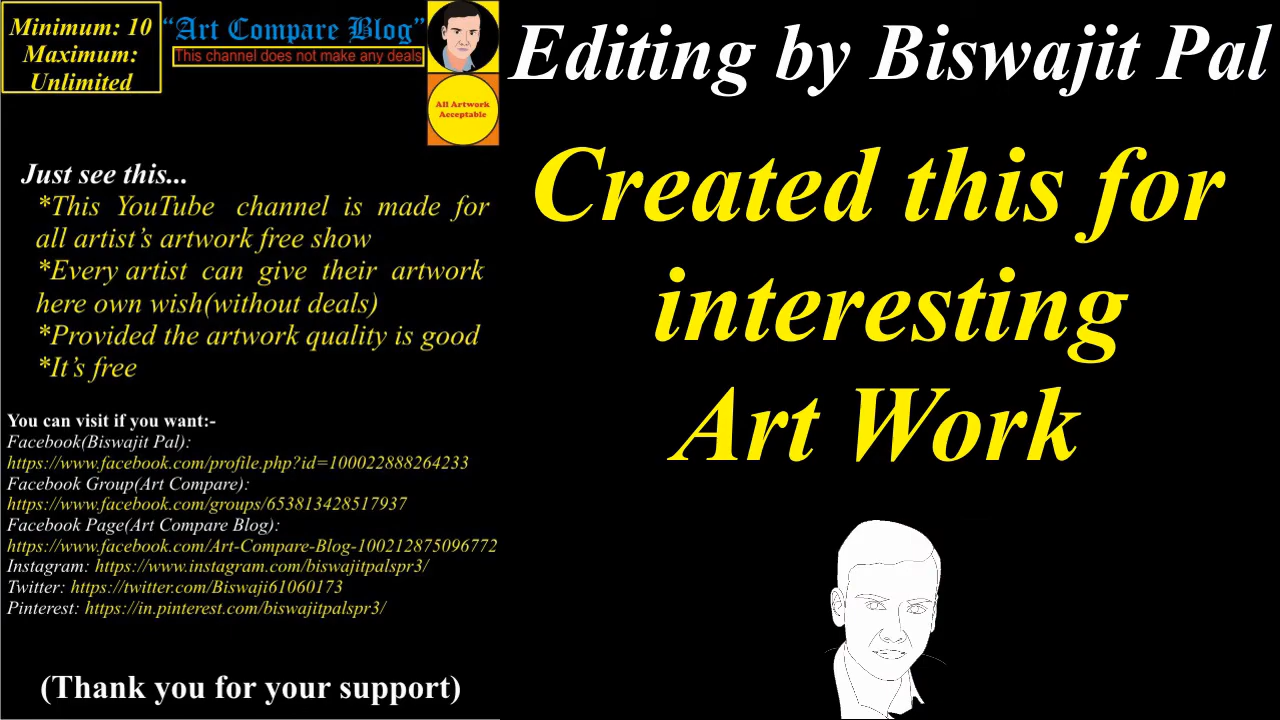 Minimum: 10
Maximum:
Unlimited
“Art Compare Blog”
This channel does not make any deals
All Artwork
Acceptable
Just see this...
*This YouTube channel is made for
all artist’s artwork free show
*Every artist can give their artwork
here own wish(without deals)
*Provided the artwork quality is good
*It’s free
You can visit if you want:-
Facebook(Biswajit Pal):
https://www.facebook.com/profile.php?id=100022888264233
Facebook Group(Art Compare):
https://www.facebook.com/groups/653813428517937
Facebook Page(Art Compare Blog):
https://www.facebook.com/Art-Compare-Blog-100212875096772
Instagram: https://www.instagram.com/biswajitpalspr3/
Twitter: https://twitter.com/Biswaji61060173
Pinterest: https://in.pinterest.com/biswajitpalspr3/
(Thank you for your support)
Editing by Biswajit Pal
Created this for
interesting
Art Work